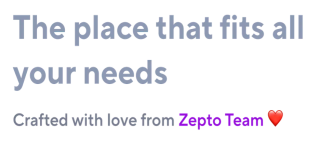 The place that fits all
your needs
Crafted with love from Zepto Team ❤️